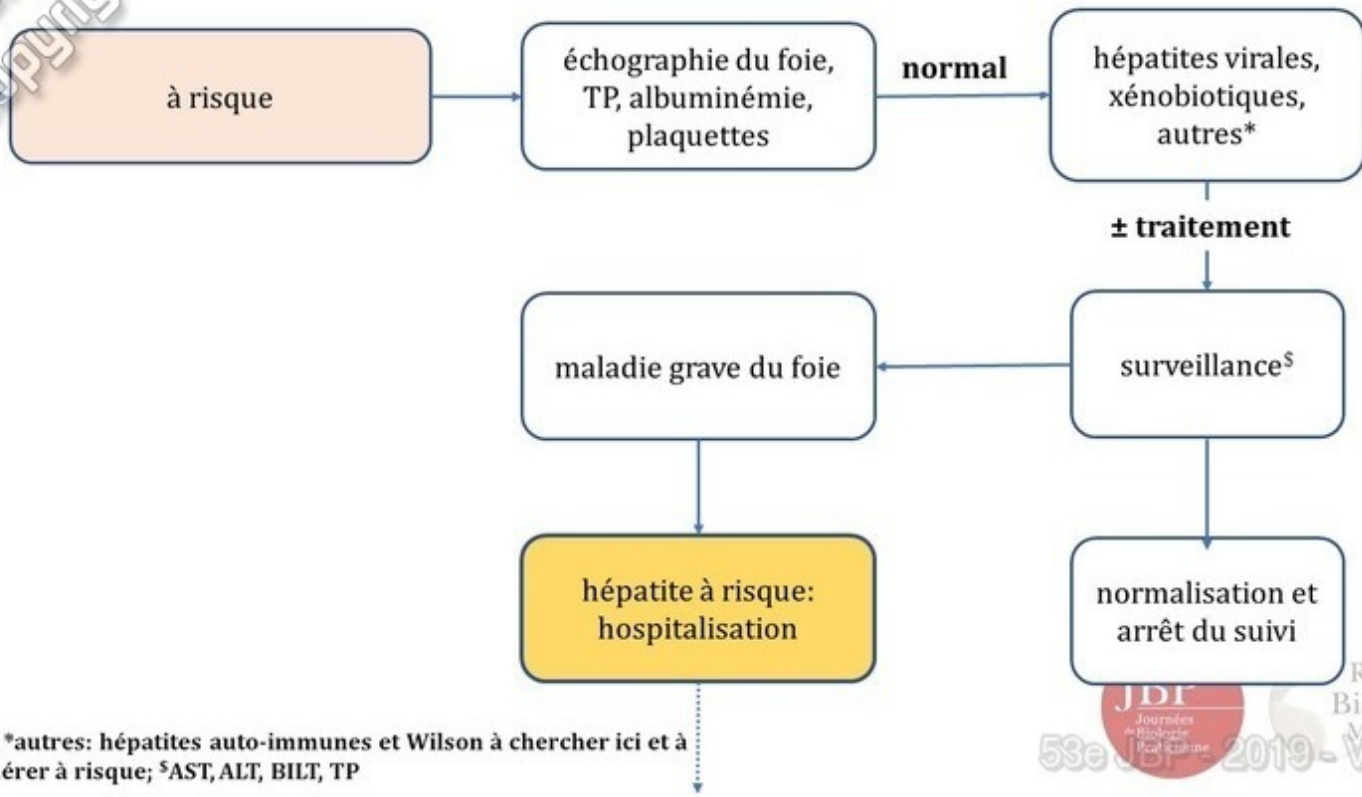 à risque
échographie du foie,
TP, albuminémie,
plaquettes
normal
hépatites virales,
xénobiotiques,
autres*
± traitement
maladie grave du foie
surveillance$
hépatite à risque:
hospitalisation
normalisation et
arrêt du suivi
*autres: hépatites auto-immunes et Wilson à chercher ici et à
érer à risque; $AST, ALT, BILT, TP
JBP
Journées
de Biologie
Praticienne
53e JBP - 2019 - V